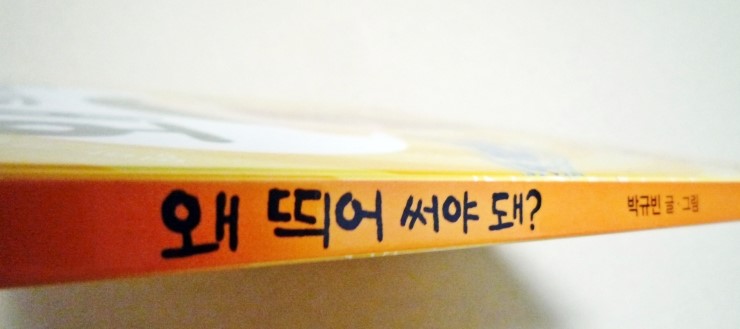 왜 띄어 써야 돼?
박규빈 글·그림